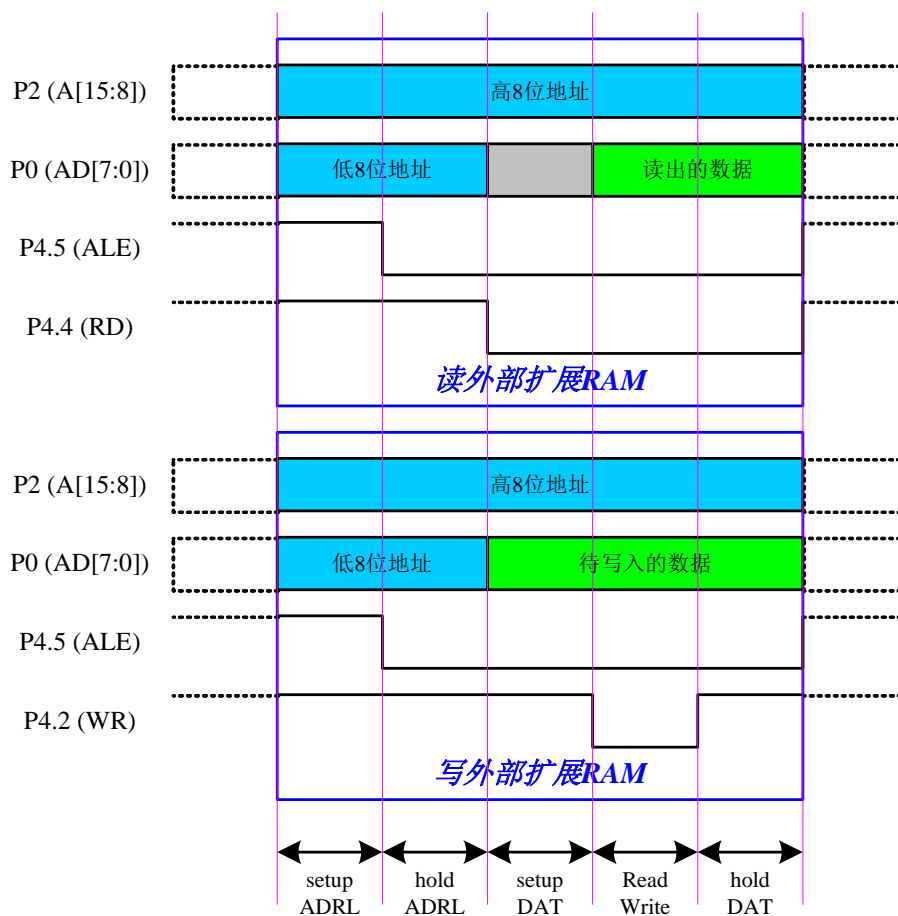 P2 (A[15:8])
高8位地址
P0 (AD[7:0])
低8位地址
读出的数据
P4.5 (ALE)
P4.4 (RD)
读外部扩展RAM
P2 (A[15:8])
高8位地址
P0 (AD[7:0])
低8位地址
待写入的数据
P4.5 (ALE)
P4.2 (WR)
写外部扩展RAM
setup
ADRL
hold
ADRL
setup
DAT
Read
Write
hold
DAT